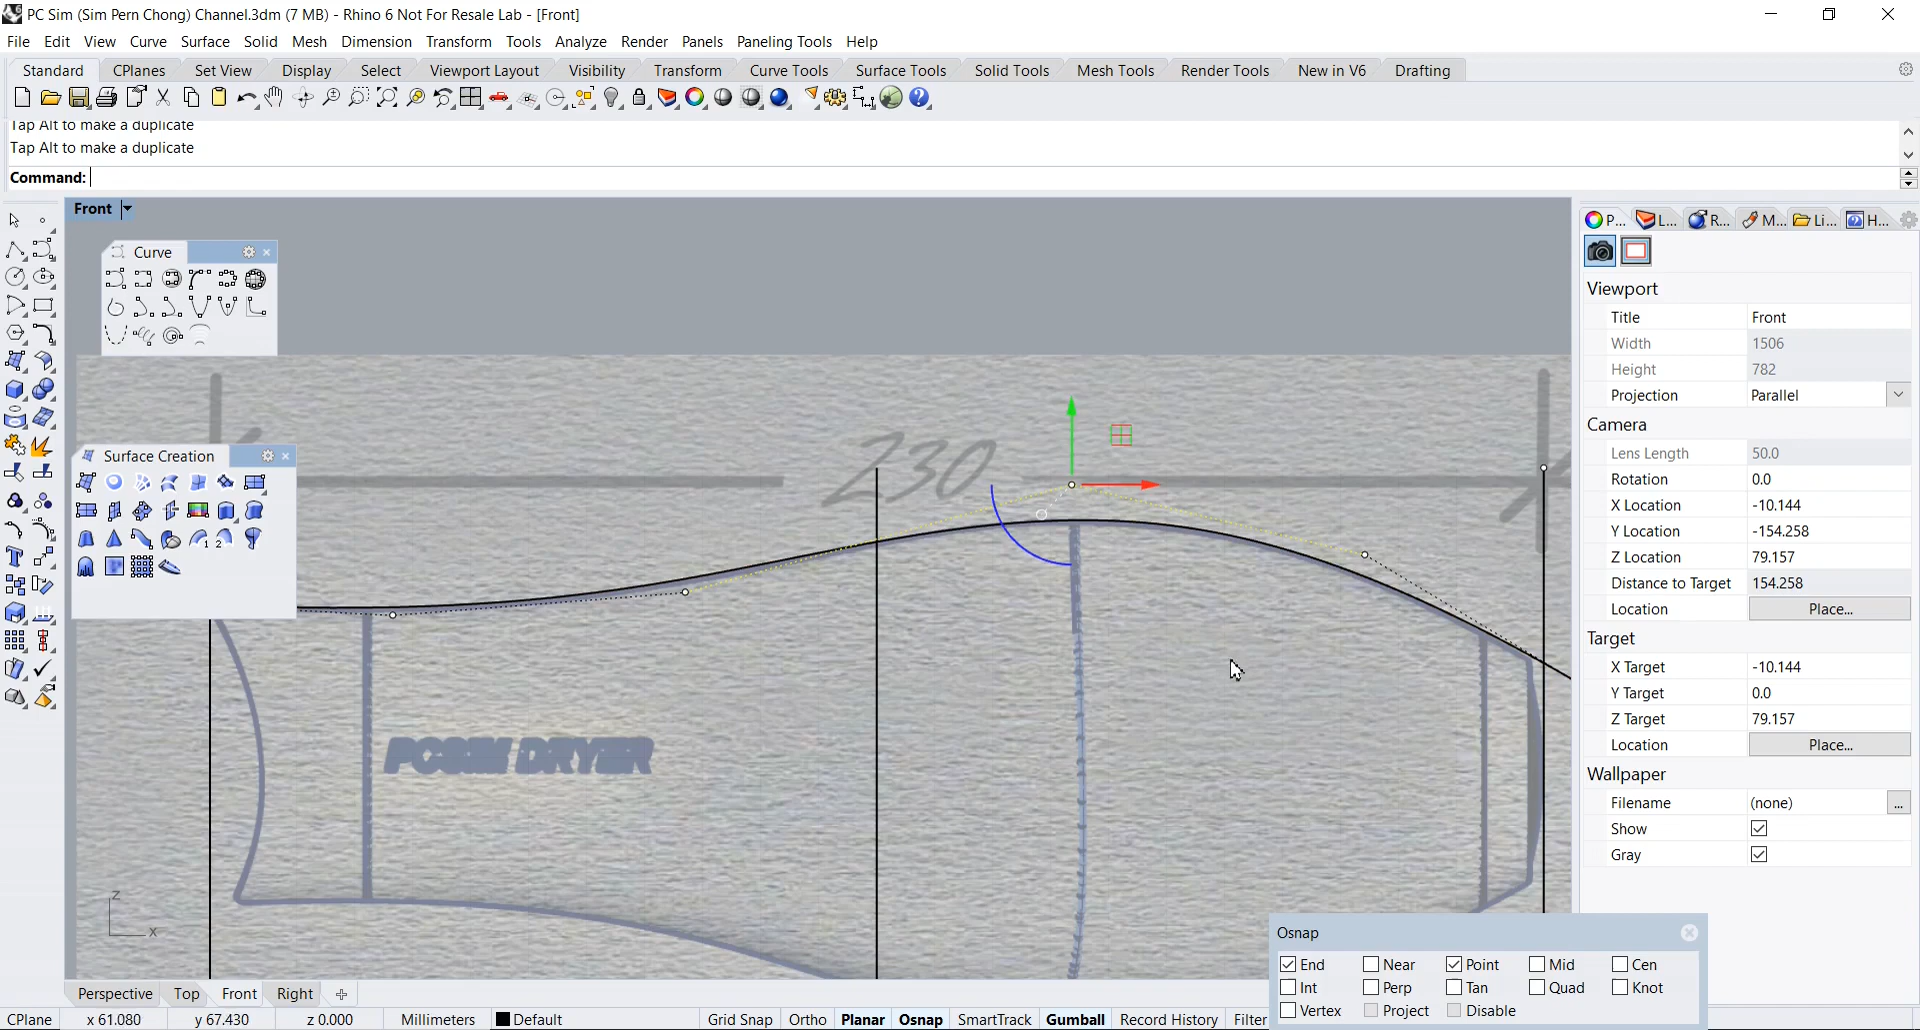 PC Sim (Sim Pern Chong) Channel.3dm (7 MB) - Rhino 6 Not For Resale Lab - [Front]
File Edit View Curve Surface Solid Mesh Dimension Transform Tools Analyze Render Panels Paneling Tools Help
Standard CPlanes Set View Display Select Viewport Layout Visibility Transform Curve Tools Surface Tools Solid Tools Mesh Tools Render Tools New in V6 Drafting
Tap Alt to make a duplicate
Tap Alt to make a duplicate
Command:
Front
P... L... R... M... Li... H...
Curve
Viewport
Title Front
Width 1506
Height 782
Projection Parallel
Camera
230
Surface Creation
Lens Length 50.0
Rotation 0.0
X Location -10.144
Y Location -154.258
Z Location 79.157
Distance to Target 154.258
Location Place...
Target
X Target -10.144
Y Target 0.0
Z Target 79.157
Location Place...
Wallpaper
Filename (none) ...
Show
Gray
z
x
Osnap
End Near Point Mid Cen
Int Perp Tan Quad Knot
Vertex Project Disable
Perspective Top Front Right
CPlane x 61.080 y 67.430 z 0.000 Millimeters Default Grid Snap Ortho Planar Osnap SmartTrack Gumball Record History Filter